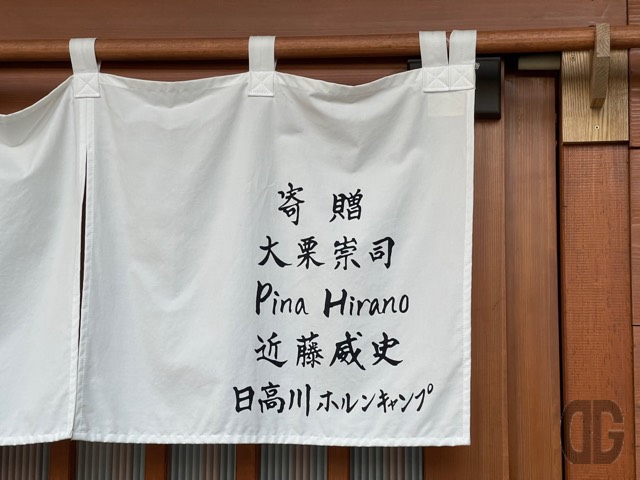 寄贈
大栗崇司
Pina Hirano
近藤威史
日高川ホルンキャンプ
DG